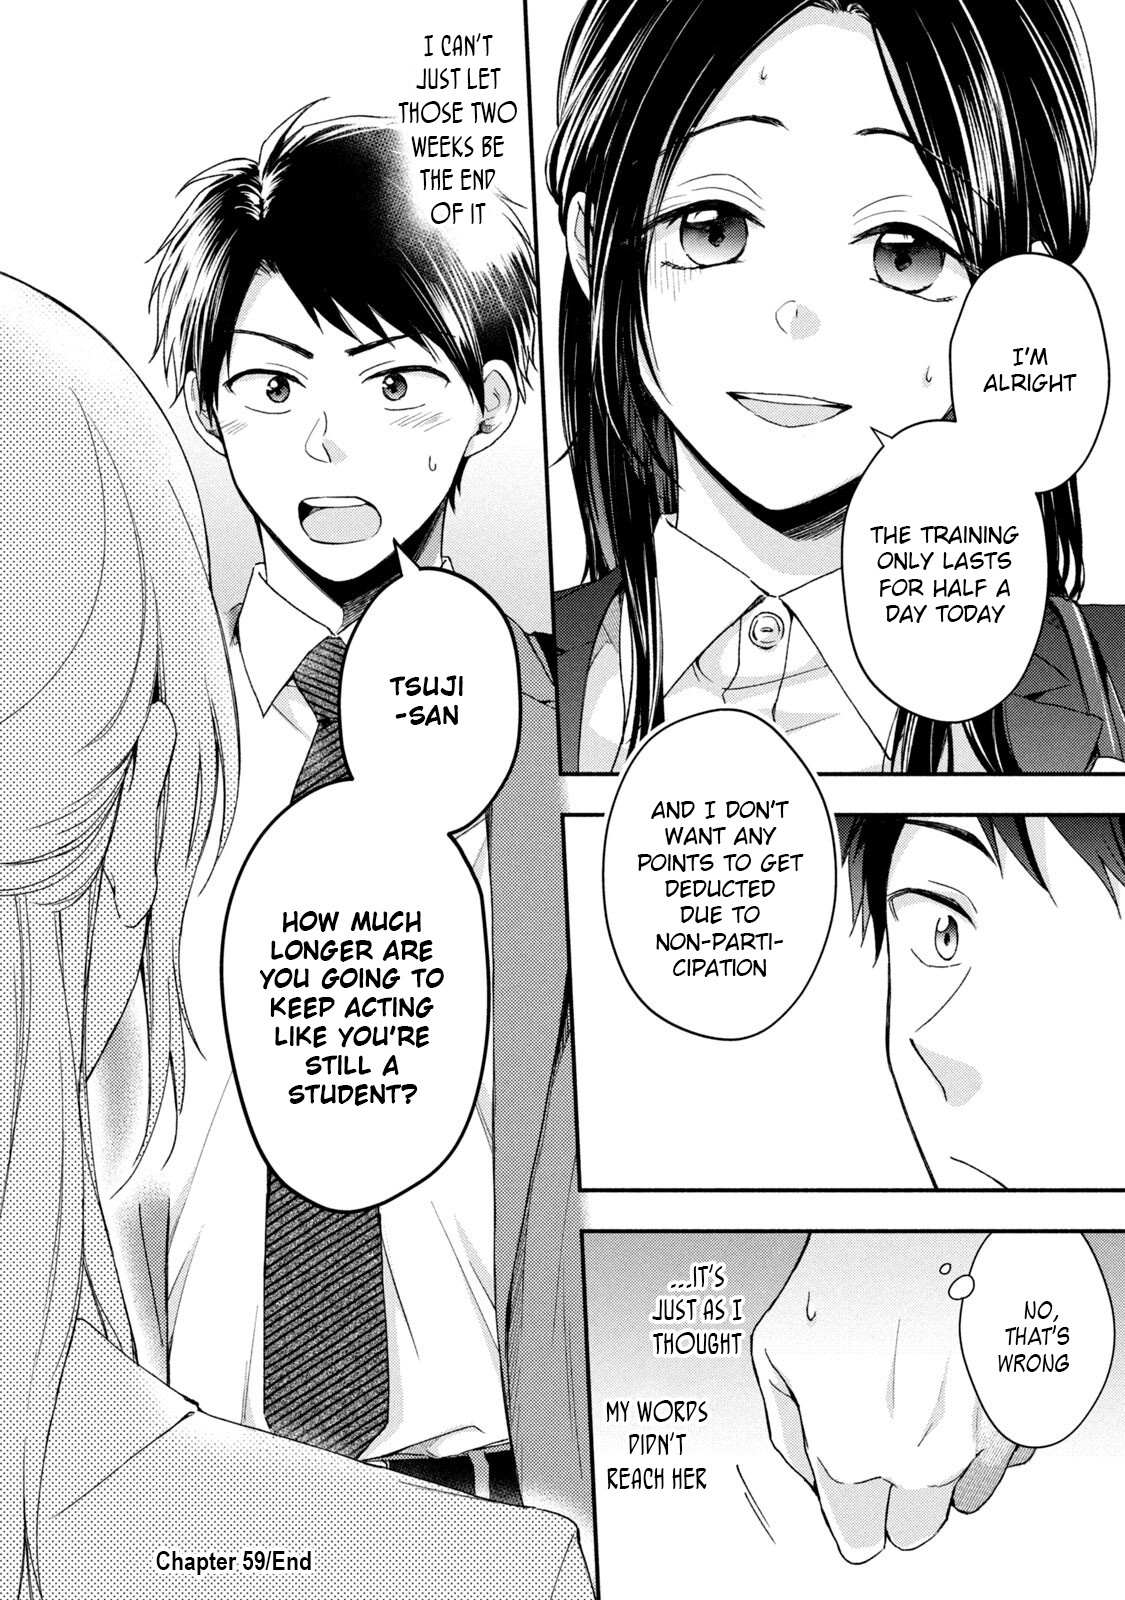 I'M
ALRIGHT
THE TRAINING
ONLY LASTS
FOR HALF A
DAY TODAY
AND I DON'T
WANT ANY
POINTS TO GET
DEDUCTED
DUE TO
NON-PARTI-
CIPATION
NO,
THAT'S
WRONG
...IT'S
JUST AS I
THOUGHT
MY WORDS
DIDN'T
REACH HER
I CAN'T
JUST LET
THOSE TWO
WEEKS BE
THE END
OF IT
TSUJI
-SAN
HOW MUCH
LONGER ARE
YOU GOING TO
KEEP ACTING
LIKE YOU'RE
STILL A
STUDENT?
Chapter 59/End